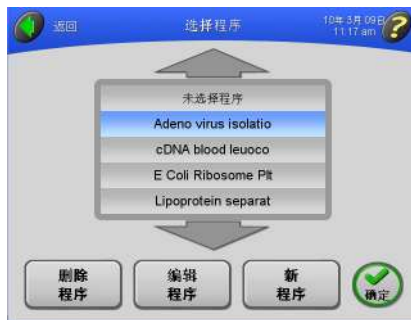 返回
选择程序
10年 3月 09日
11:17 am
未选择程序
Adeno virus isolatio
cDNA blood leuoco
E Coli Ribosome Plt
Lipoprotein separat
删除
程序
编辑
程序
新
程序
确定